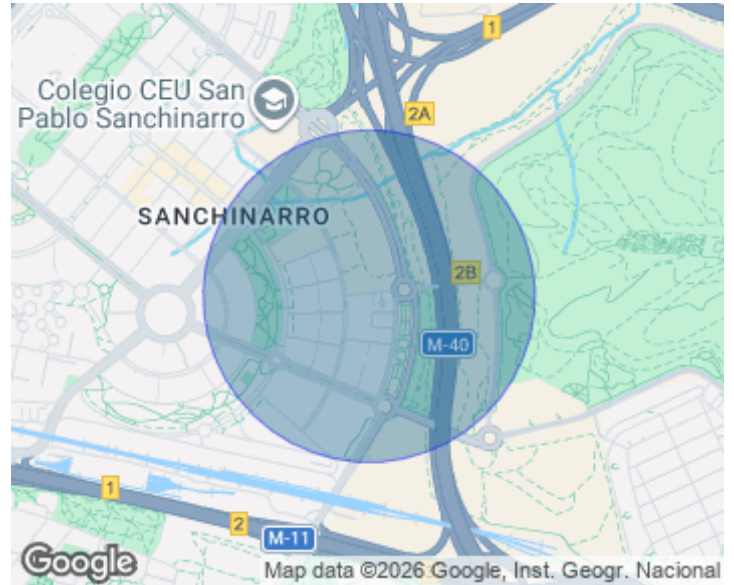 1
Colegio CEU San
Pablo Sanchinarro
2A
SANCHINARRO
2B
M-40
1
2
M-11
Google
Map data ©2026 Google, Inst. Geogr. Nacional